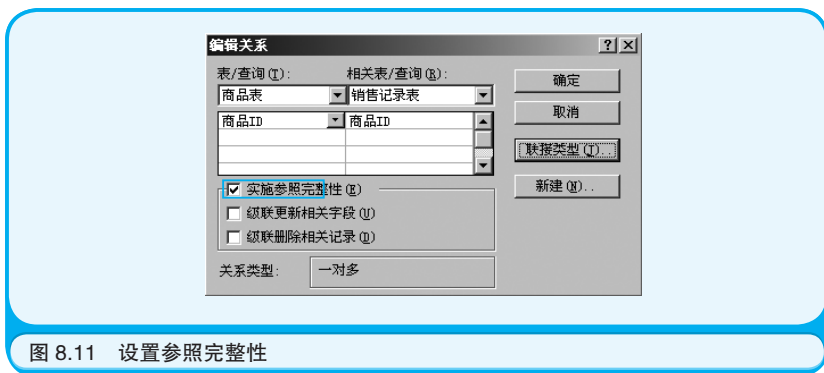 编辑关系
表/查询(T): 相关表/查询(R):
商品表 销售记录表
商品ID 商品ID
确定
取消
联接类型(T)..
新建(N)..
实施参照完整性(E)
级联更新相关字段(U)
级联删除相关记录(D)
关系类型: 一对多
图 8.11 设置参照完整性